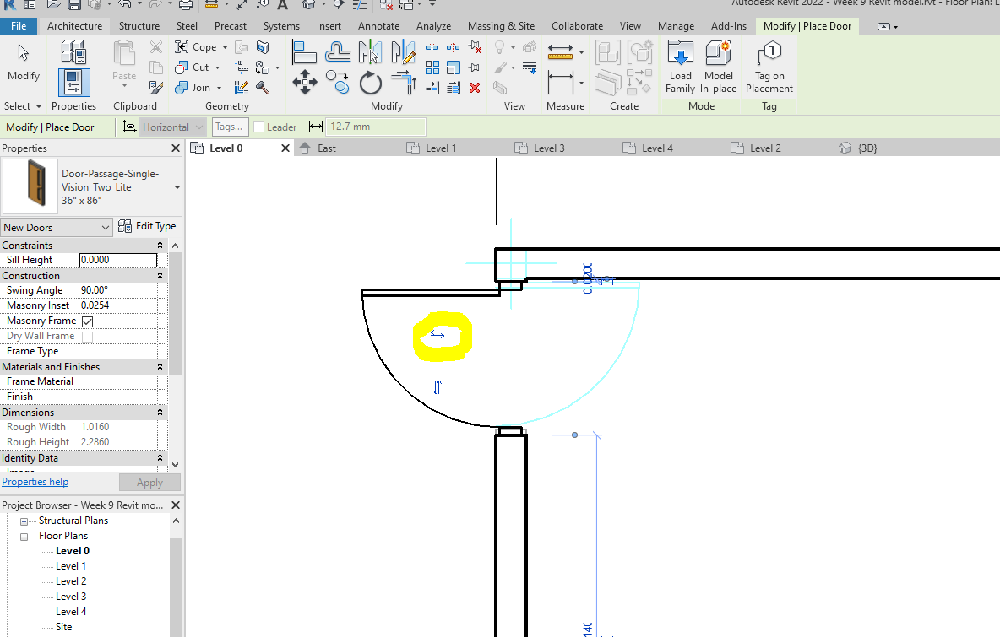 Autodesk Revit 2022 - Week 9 Revit model.rvt - Floor Plan: L
File Architecture Structure Steel Precast Systems Insert Annotate Analyze Massing & Site Collaborate View Manage Add-Ins Modify | Place Door
Modify Paste Cope Cut Join Load Family Model In-place Tag on Placement
Select Properties Clipboard Geometry Modify View Measure Create Mode Tag
Modify | Place Door Horizontal Tags... Leader 12.7 mm
Properties Level 0 East Level 1 Level 3 Level 4 Level 2 {3D}
Door-Passage-Single-
Vision_Two_Lite
36" x 86"
New Doors Edit Type
Constraints
Sill Height 0.0000
Construction
Swing Angle 90.00°
Masonry Inset 0.0254
Masonry Frame
Dry Wall Frame
Frame Type
Materials and Finishes
Frame Material
Finish
Dimensions
Rough Width 1.0160
Rough Height 2.2860
Identity Data
Properties help Apply
Project Browser - Week 9 Revit mo...
Structural Plans
Floor Plans
Level 0
Level 1
Level 2
Level 3
Level 4
Site